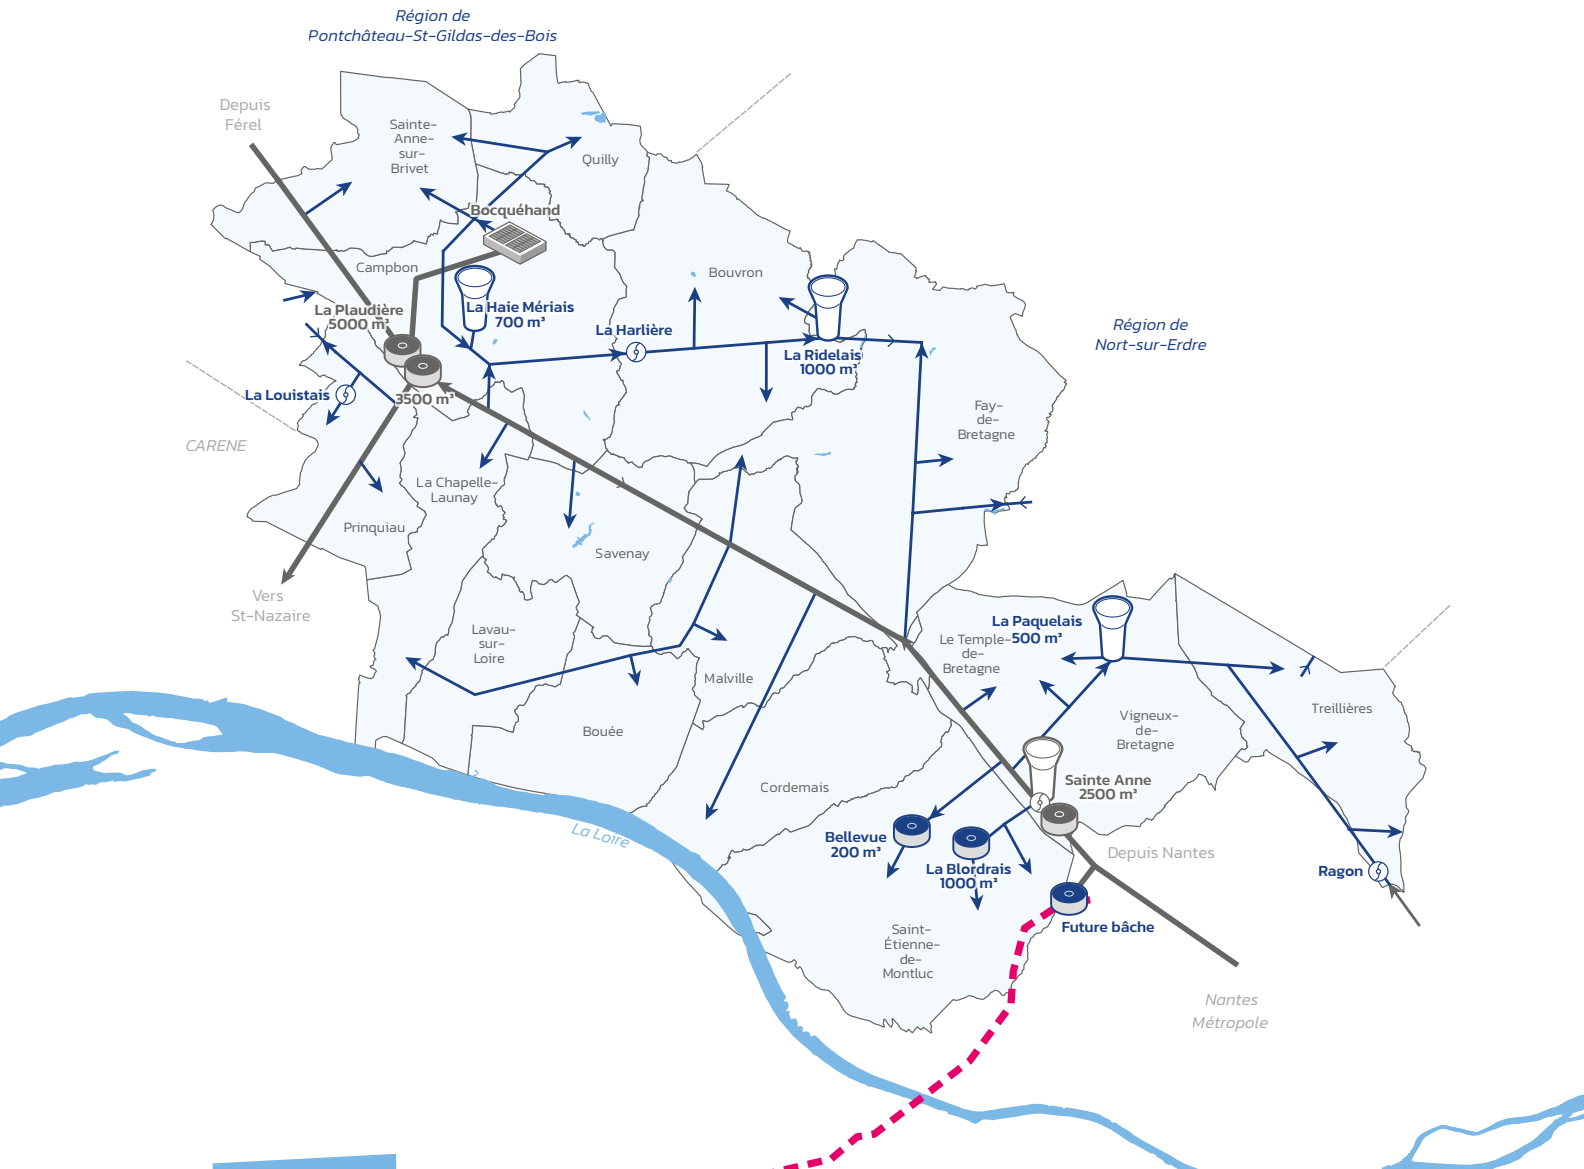 Région de
Pontchâteau-St-Gildas-des-Bois
Depuis
Férel
Sainte-
Anne-
sur-
Brivet
Quilly
Bocquéhand
Campbon
La Plaudière
5000 m³
La Haie Mériais
700 m³
3500 m³
La Louistais
CARENE
La Harlière
Bouvron
La Ridelais
1000 m³
Région de
Nort-sur-Erdre
Fay-
de-
Bretagne
La Chapelle-
Launay
Prinquiau
Savenay
Vers
St-Nazaire
Lavau-
sur-
Loire
Malville
Bouée
Cordemais
La Loire
Le Temple-
de-
Bretagne
La Paquelais
500 m³
Vigneux-
de-
Bretagne
Treillières
Sainte Anne
2500 m³
Bellevue
200 m³
La Blordrais
1000 m³
Depuis Nantes
Ragon
Future bâche
Saint-
Étienne-
de-
Montluc
Nantes
Métropole